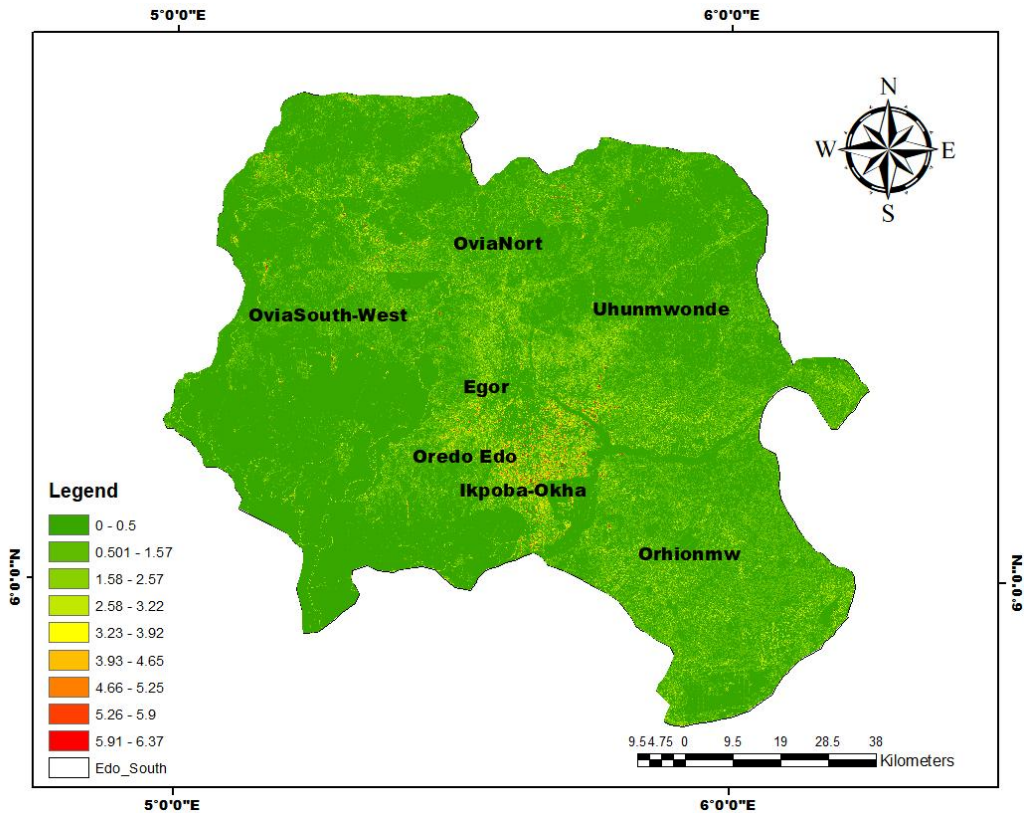 5°0'0"E 6°0'0"E
N
W E
S
OviaNort
Uhunmwonde
OviaSouth-West
Egor
Oredo Edo
Ikpoba-Okha
Orhionmw
6°0'0"N
6°0'0"N
Legend
0 - 0.5
0.501 - 1.57
1.58 - 2.57
2.58 - 3.22
3.23 - 3.92
3.93 - 4.65
4.66 - 5.25
5.26 - 5.9
5.91 - 6.37
Edo_South
9.5 4.75 0 9.5 19 28.5 38
Kilometers
5°0'0"E 6°0'0"E